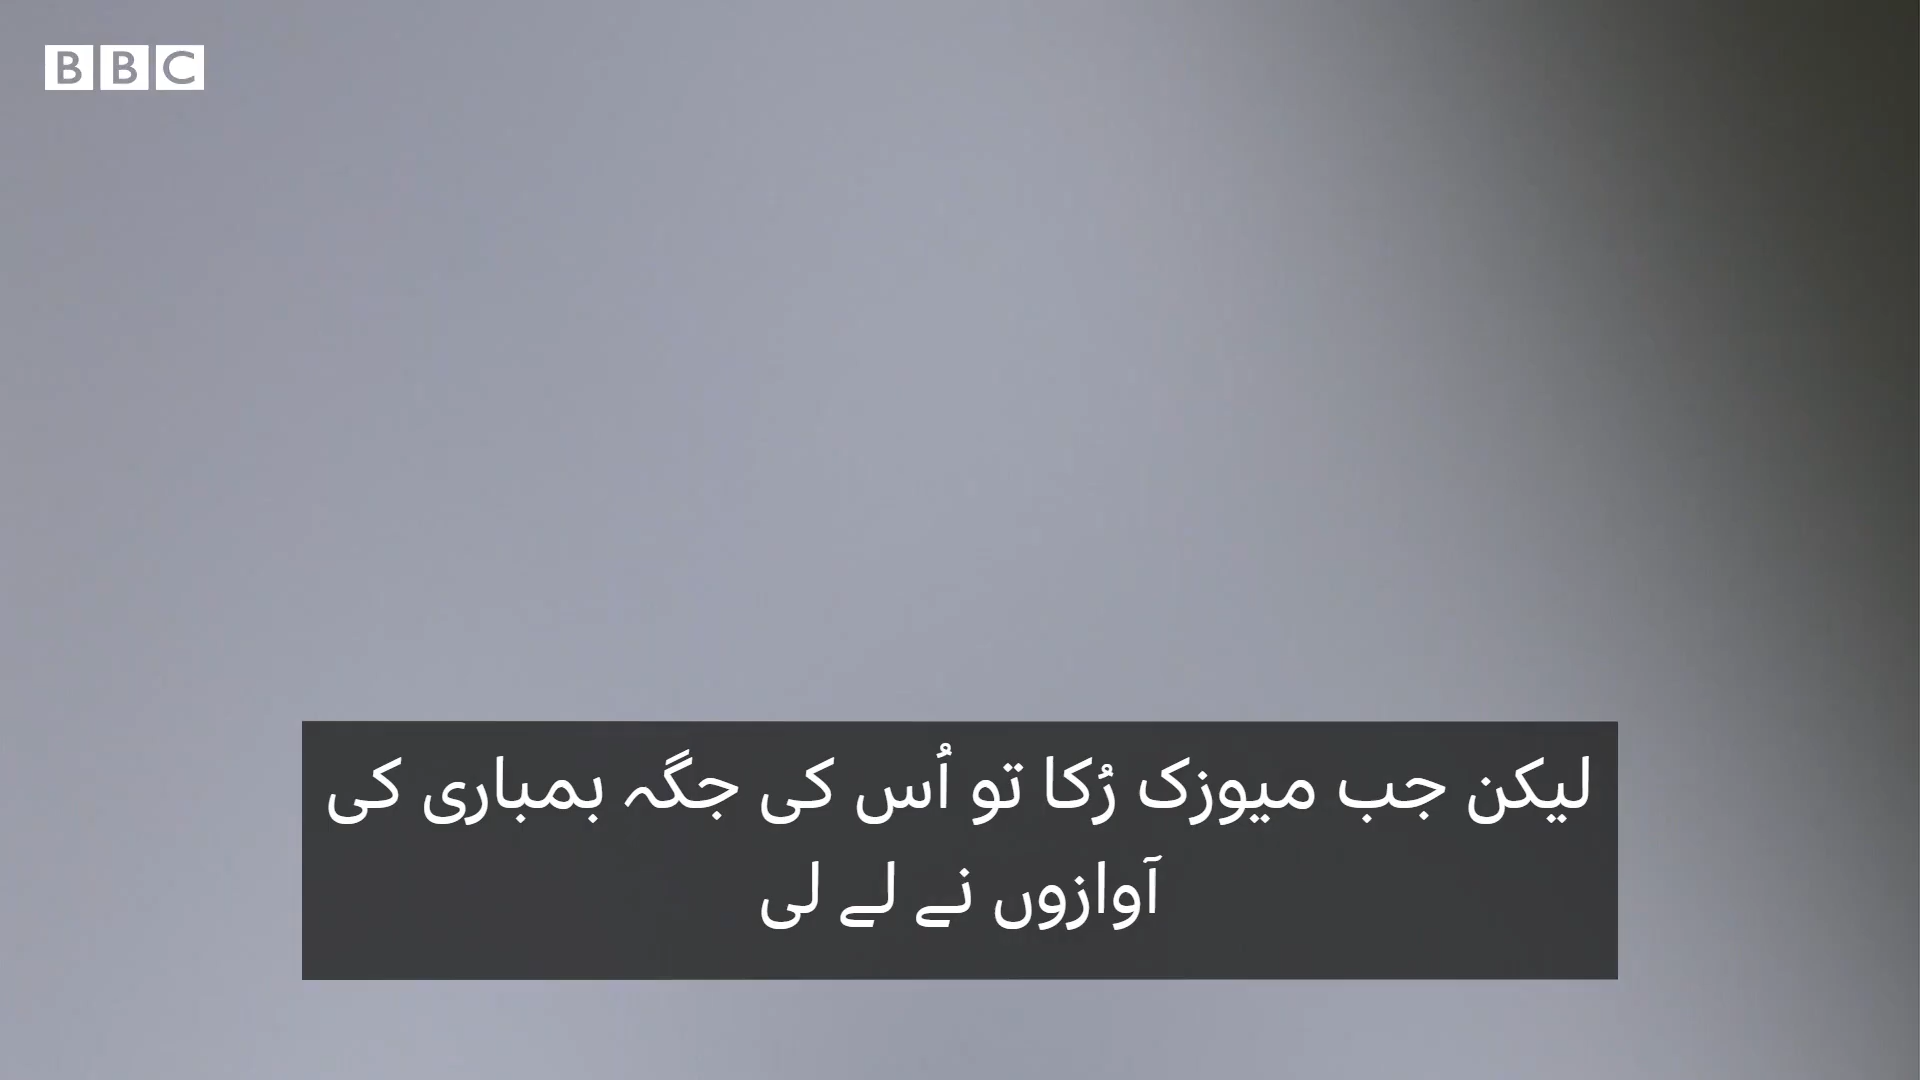 BBC
لیکن جب میوزک رُکا تو اُس کی جگہ بمباری کی
آوازوں نے لے لی